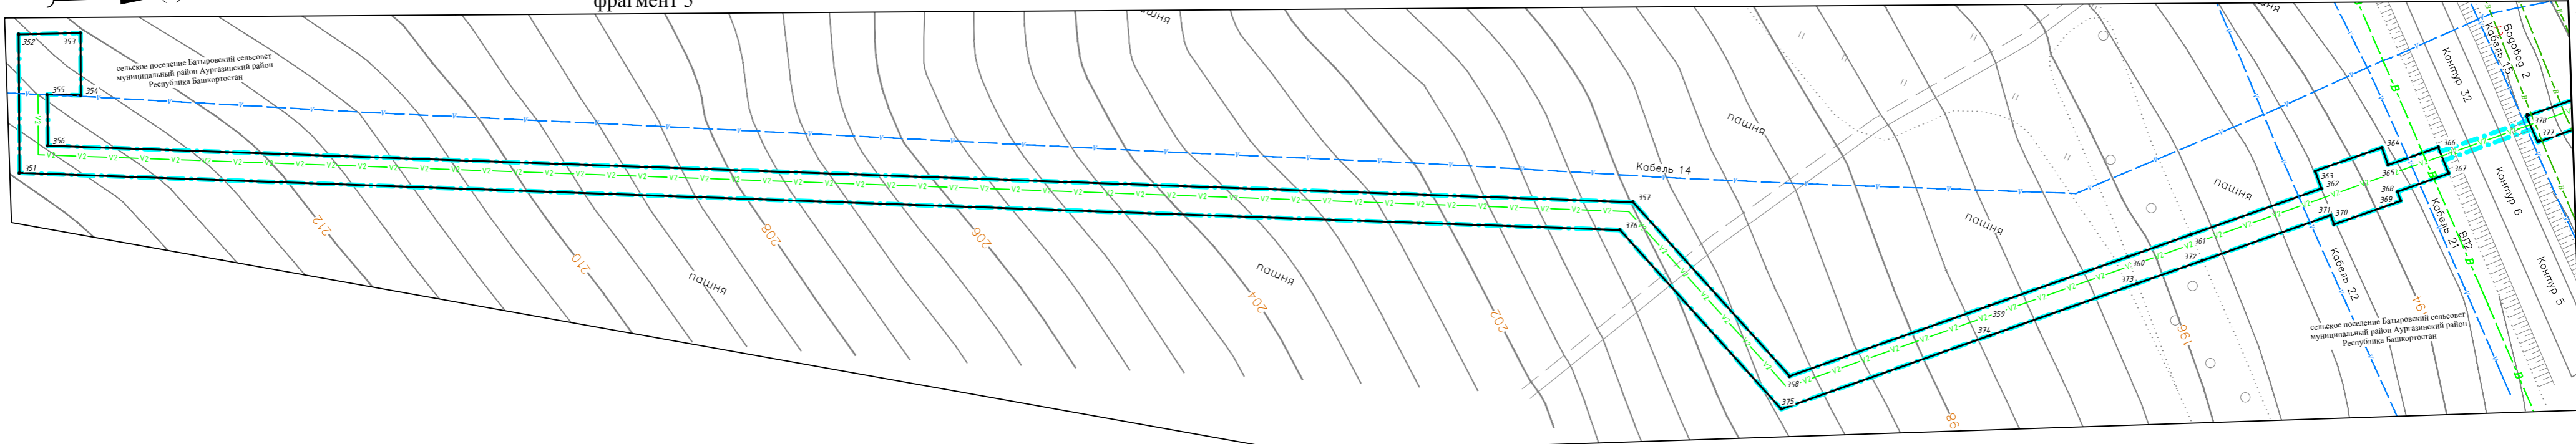 фрагмент 5
пашня
352
353
сельское поселение Батыровский сельсовет
муниципальный район Аургазинский район
Республика Башкортостан
355
354
356
351
Кабель 14
пашня
357
376
212
210
208
206
204
202
198
196
194
пашня
пашня
пашня
пашня
358
375
359
374
360
373
361
372
362
363
364
365
366
367
368
369
370
371
377
378
Кабель 15
Водовод 2
Контур 32
Контур 6
Контур 5
Кабель 21
ВП2
Кабель 22
сельское поселение Батыровский сельсовет
муниципальный район Аургазинский район
Республика Башкортостан
V2
V
В